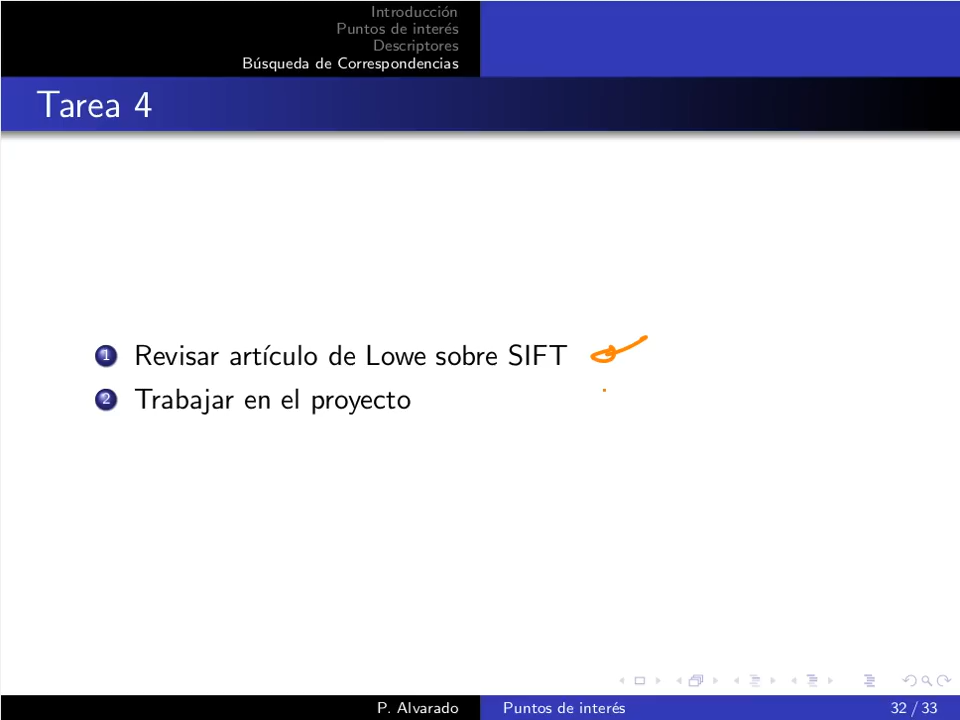 Introducción
Puntos de interés
Descriptores
Búsqueda de Correspondencias
Tarea 4
1 Revisar artículo de Lowe sobre SIFT
2 Trabajar en el proyecto
P. Alvarado Puntos de interés 32 / 33